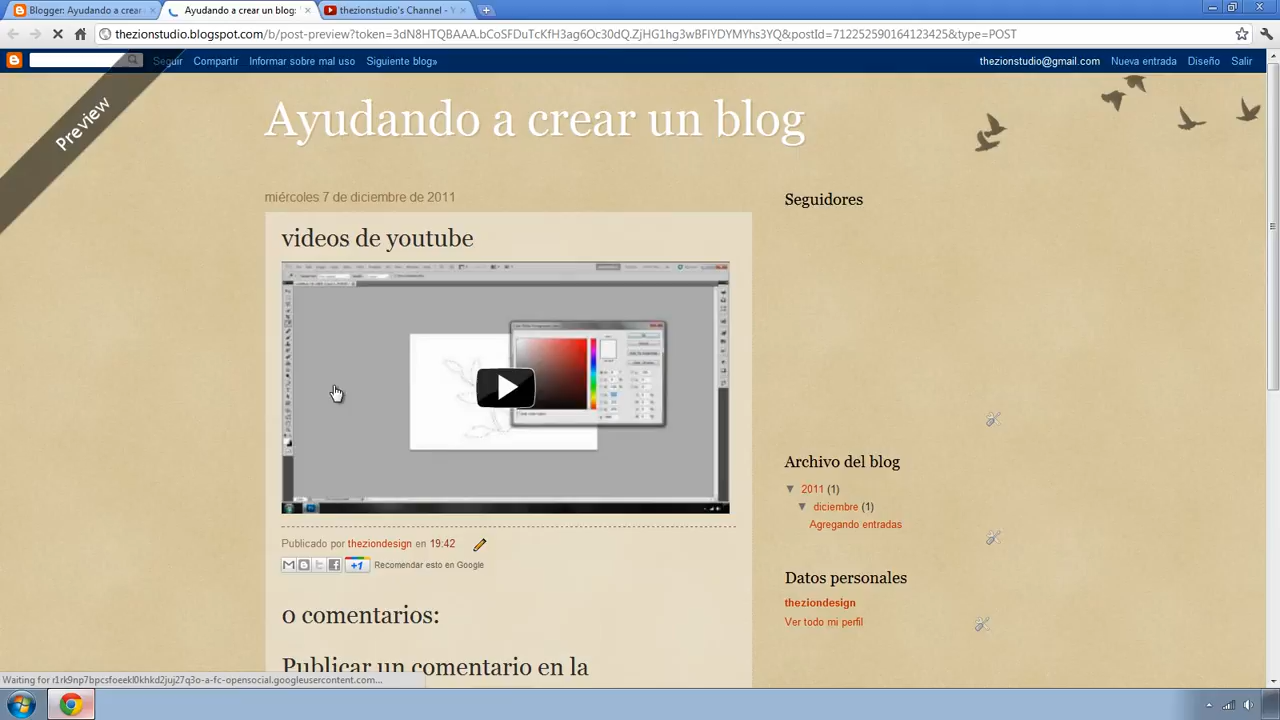 Blogger: Ayudando a crear
Ayudando a crear un blog:
thezionstudio's Channel - Y
thezionstudio.blogspot.com/b/post-preview?token=3dN8HTQBAAA.bCoSFDuTcKfH3ag6Oc30dQ.ZjHG1hg3wBFlYDYMYhs3YQ&postId=712252590164123425&type=POST
Seguir Compartir Informar sobre mal uso Siguiente blog» thezionstudio@gmail.com Nueva entrada Diseño Salir
Preview
Ayudando a crear un blog
miércoles 7 de diciembre de 2011
videos de youtube
Publicado por theziondesign en 19:42
+1 Recomendar esto en Google
0 comentarios:
Publicar un comentario en la
Seguidores
Archivo del blog
▼ 2011 (1)
▼ diciembre (1)
Agregando entradas
Datos personales
theziondesign
Ver todo mi perfil
Waiting for r1rk9np7bpcsfoeekl0khkd2juj27q3o-a-fc-opensocial.googleusercontent.com...